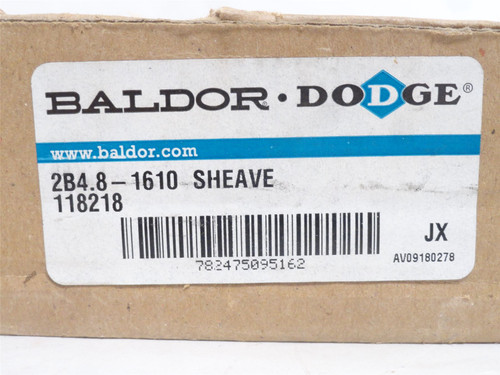 BALDOR · DODGE®
www.baldor.com
2B4.8-1610 SHEAVE
118218
JX
782475095162
AV09180278